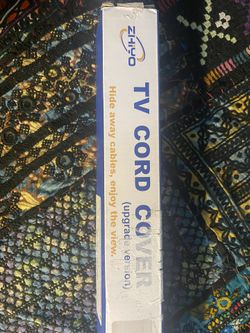 ZHIYO
TV CORD COVER
(upgrade version)
Hide away cables, enjoy the view.